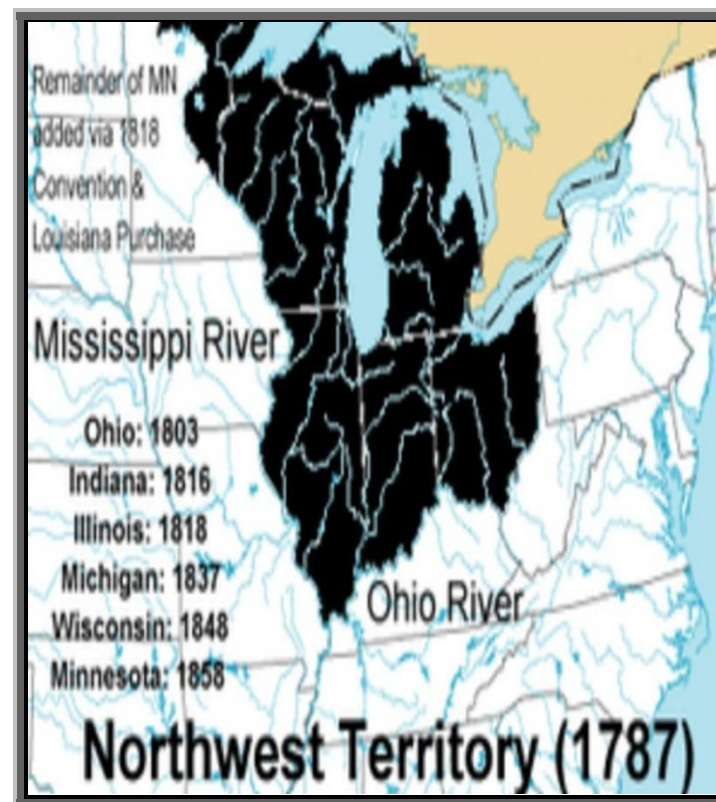 Remainder of MN
added via 1818
Convention &
Louisiana Purchase
Mississippi River
Ohio: 1803
Indiana: 1816
Illinois: 1818
Michigan: 1837
Wisconsin: 1848
Minnesota: 1858
Ohio River
Northwest Territory (1787)